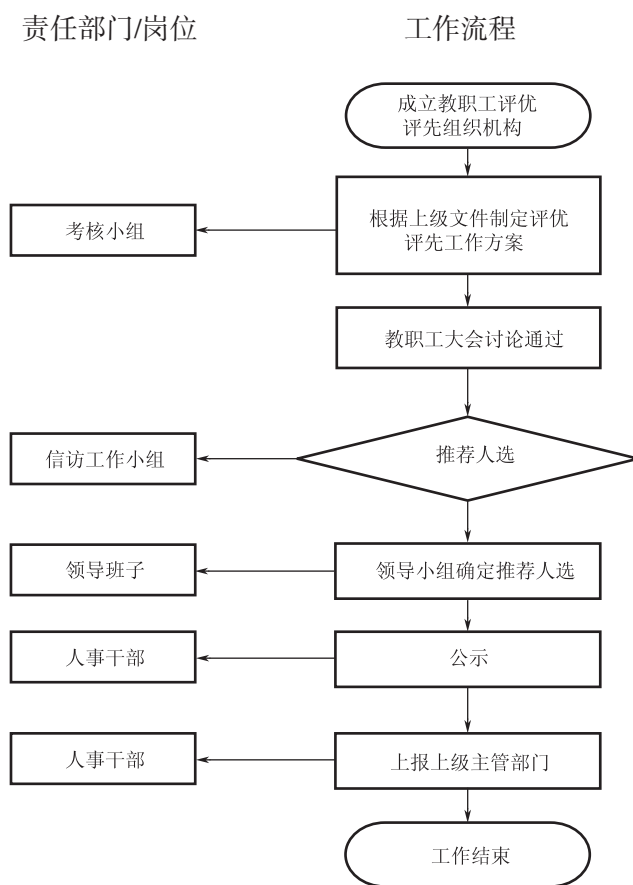 责任部门/岗位
工作流程
成立教职工评优
评先组织机构
考核小组
根据上级文件制定评优
评先工作方案
教职工大会讨论通过
信访工作小组
推荐人选
领导班子
领导小组确定推荐人选
人事干部
公示
人事干部
上报上级主管部门
工作结束